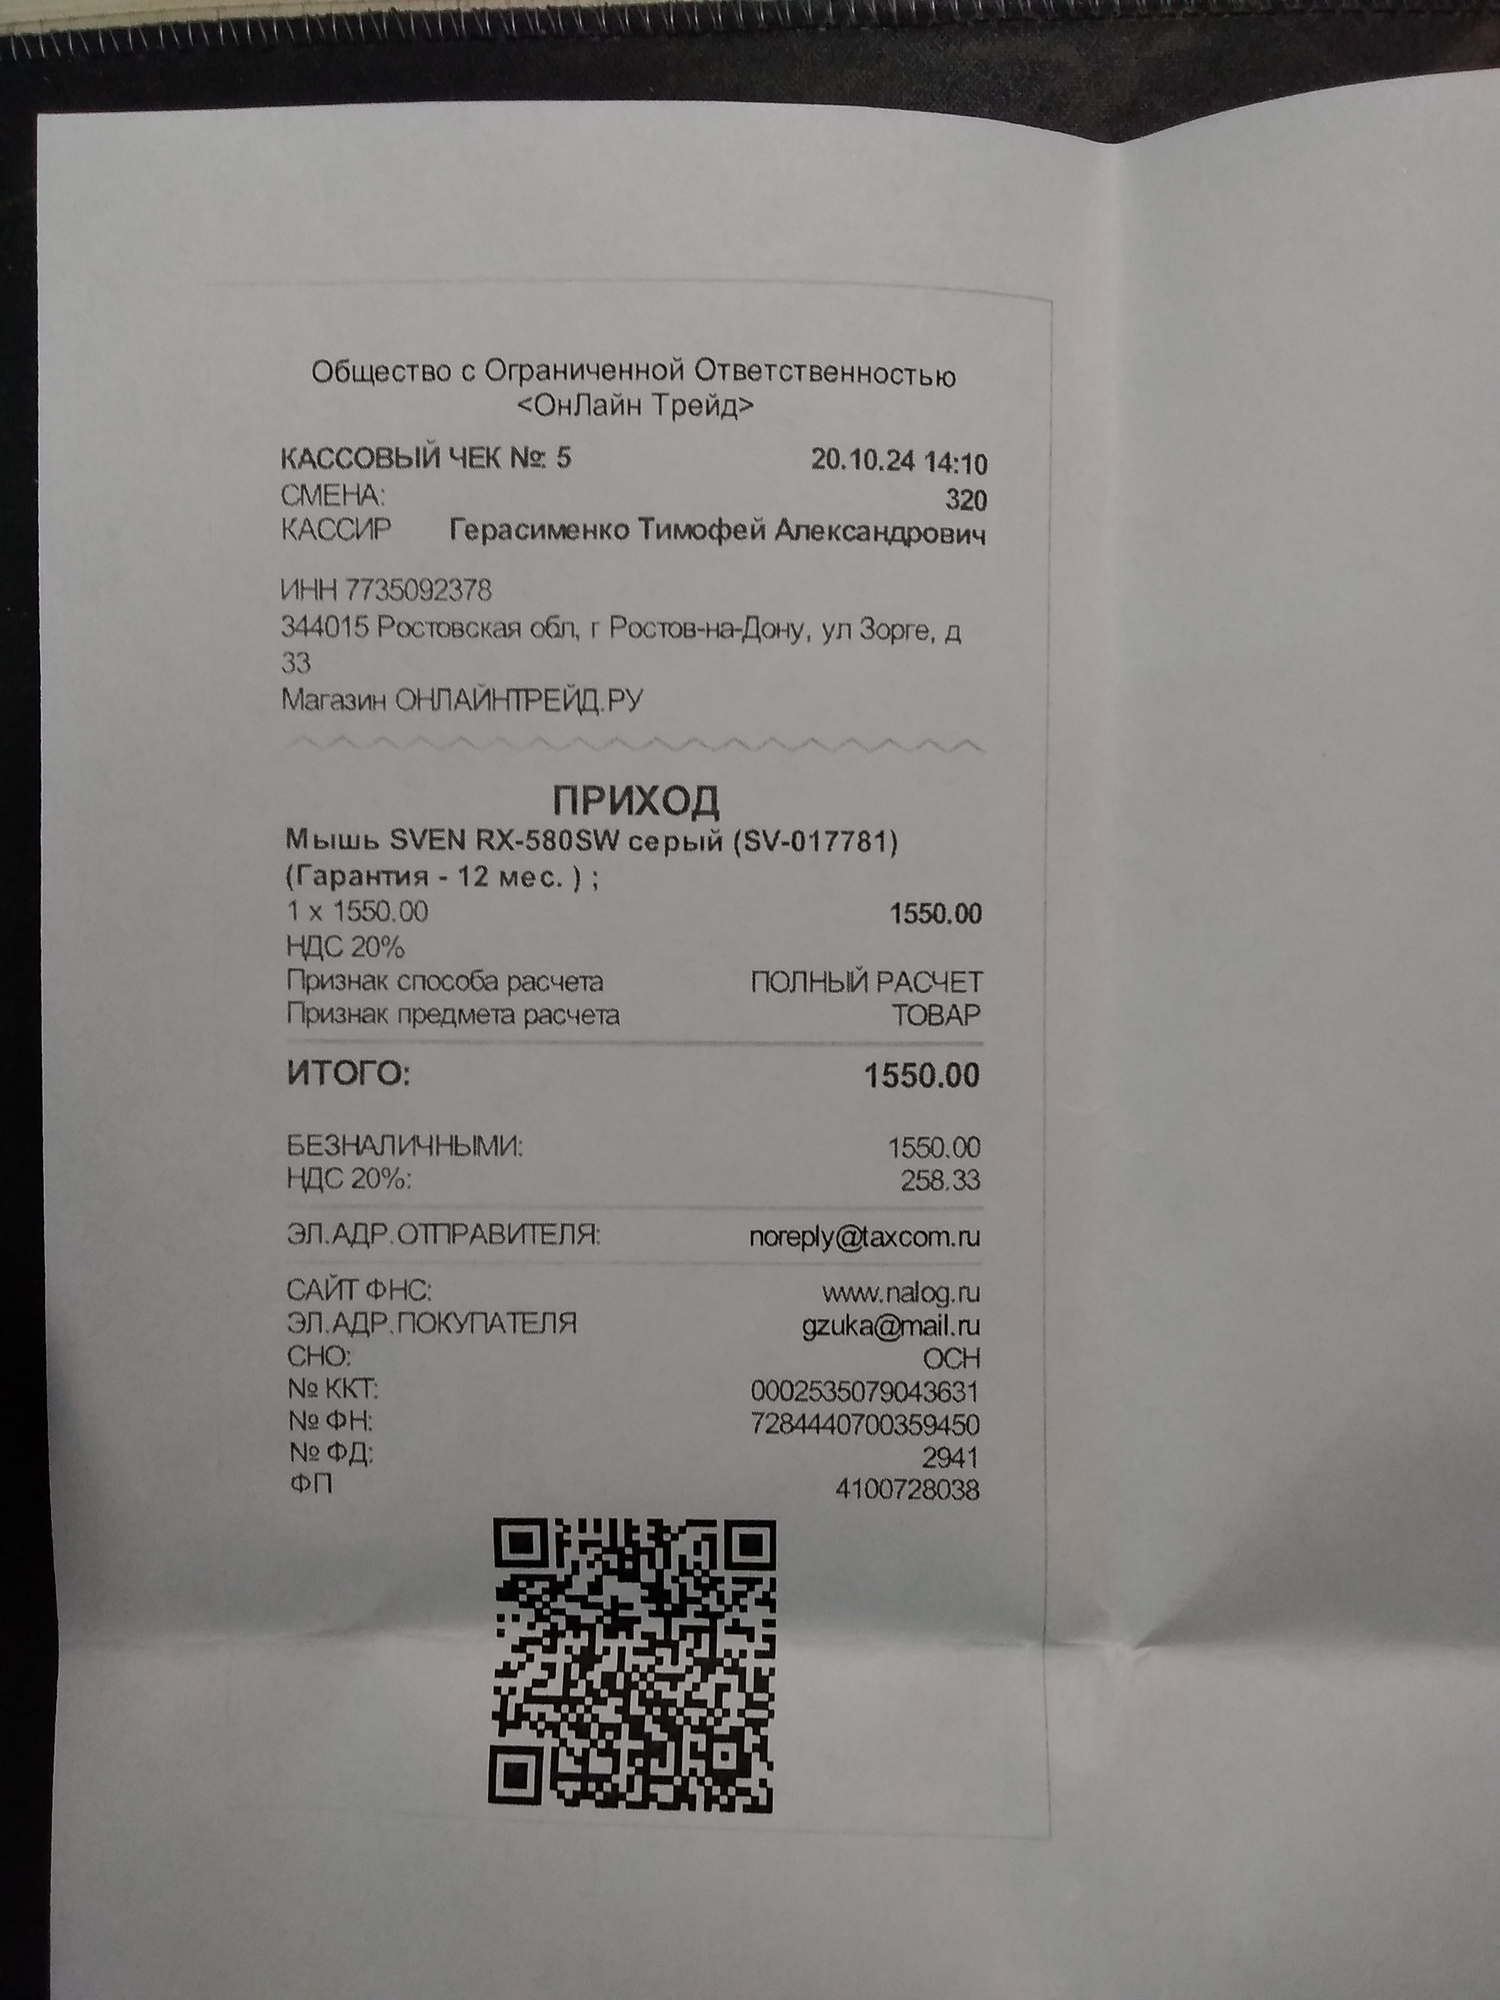 Общество с Ограниченной Ответственностью
<ОнЛайн Трейд>
КАССОВЫЙ ЧЕК №: 5 20.10.24 14:10
СМЕНА: 320
КАССИР Герасименко Тимофей Александрович
ИНН 7735092378
344015 Ростовская обл, г Ростов-на-Дону, ул Зорге, д
33
Магазин ОНЛАЙНТРЕЙД.РУ
ПРИХОД
Мышь SVEN RX-580SW серый (SV-017781)
(Гарантия - 12 мес. ) ;
1 x 1550.00 1550.00
НДС 20%
Признак способа расчета ПОЛНЫЙ РАСЧЕТ
Признак предмета расчета ТОВАР
ИТОГО: 1550.00
БЕЗНАЛИЧНЫМИ: 1550.00
НДС 20%: 258.33
ЭЛ.АДР.ОТПРАВИТЕЛЯ: noreply@taxcom.ru
САЙТ ФНС: www.nalog.ru
ЭЛ.АДР.ПОКУПАТЕЛЯ gzuka@mail.ru
СНО: ОСН
№ ККТ: 0002535079043631
№ ФН: 7284440700359450
№ ФД: 2941
ФП 4100728038